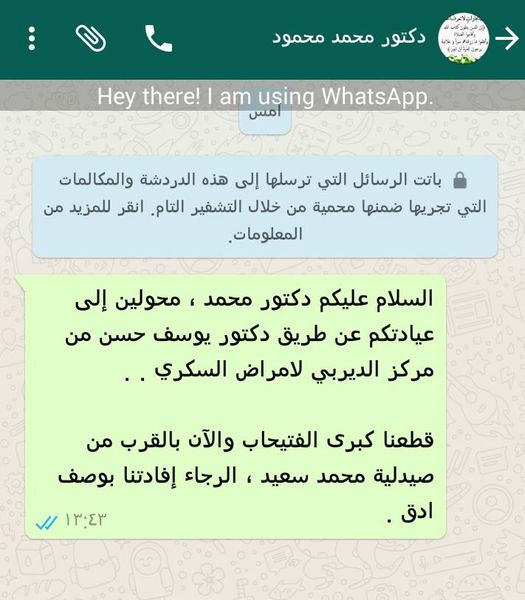 دكتور محمد محمود
Hey there! I am using WhatsApp.
امس
باتت الرسائل التي ترسلها إلى هذه الدردشة والمكالمات
التي تجريها ضمنها محمية من خلال التشفير التام. انقر للمزيد من
المعلومات.
السلام عليكم دكتور محمد ، محولين إلى
عيادتكم عن طريق دكتور يوسف حسن من
مركز الديربي لامراض السكري . .
قطعنا كبرى الفتيحاب والآن بالقرب من
صيدلية محمد سعيد ، الرجاء إفادتنا بوصف
ادق .
١٣:٤٣